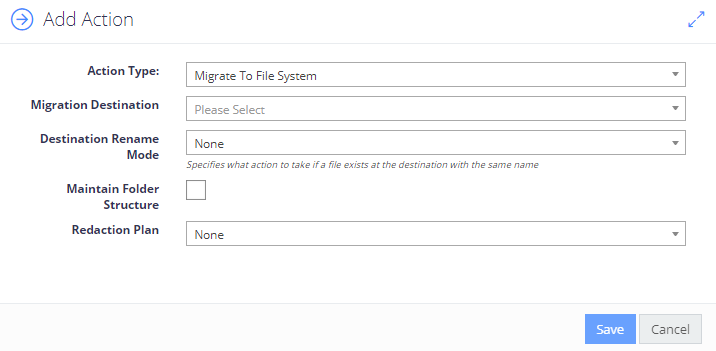 Add Action
Action Type:
Migrate To File System
Migration Destination
Please Select
Destination Rename
Mode
None
Specifies what action to take if a file exists at the destination with the same name
Maintain Folder
Structure
Redaction Plan
None
Save
Cancel